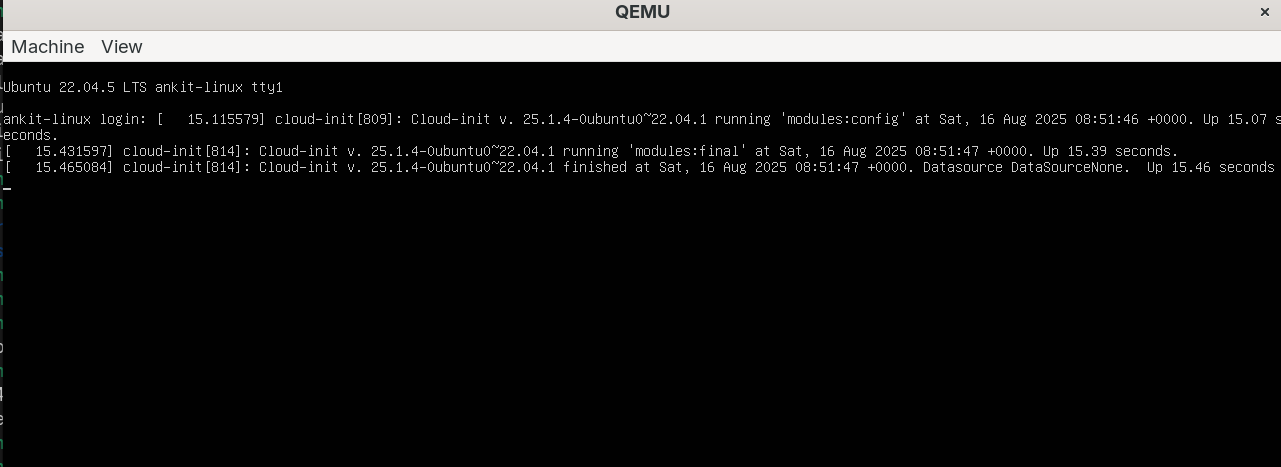 QEMU
×
Machine View
Ubuntu 22.04.5 LTS ankit-linux tty1
ankit-linux login: [   15.115579] cloud-init[809]: Cloud-init v. 25.1.4-0ubuntu0~22.04.1 running 'modules:config' at Sat, 16 Aug 2025 08:51:46 +0000. Up 15.07 s
econds.
[   15.431597] cloud-init[814]: Cloud-init v. 25.1.4-0ubuntu0~22.04.1 running 'modules:final' at Sat, 16 Aug 2025 08:51:47 +0000. Up 15.39 seconds.
[   15.465084] cloud-init[814]: Cloud-init v. 25.1.4-0ubuntu0~22.04.1 finished at Sat, 16 Aug 2025 08:51:47 +0000. Datasource DataSourceNone.  Up 15.46 seconds